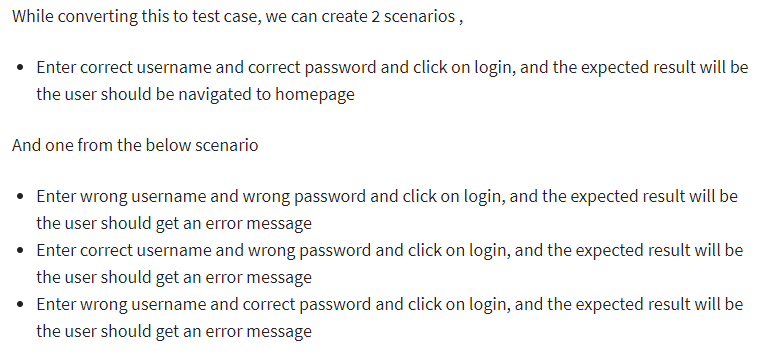 While converting this to test case, we can create 2 scenarios ,
• Enter correct username and correct password and click on login, and the expected result will be
the user should be navigated to homepage
And one from the below scenario
• Enter wrong username and wrong password and click on login, and the expected result will be
the user should get an error message
• Enter correct username and wrong password and click on login, and the expected result will be
the user should get an error message
• Enter wrong username and correct password and click on login, and the expected result will be
the user should get an error message